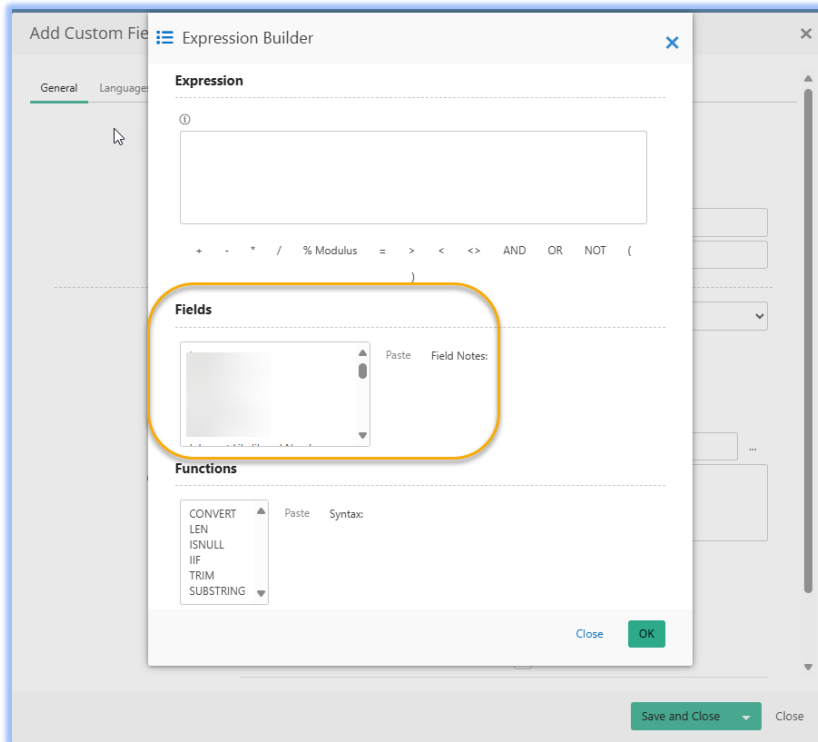 Add Custom Fie
Expression Builder
General Language
Expression
+ - * / % Modulus = > < <> AND OR NOT (
)
Fields
Paste Field Notes:
Functions
CONVERT
LEN
ISNULL
IIF
TRIM
SUBSTRING
Paste Syntax:
...
Close OK
Save and Close Close